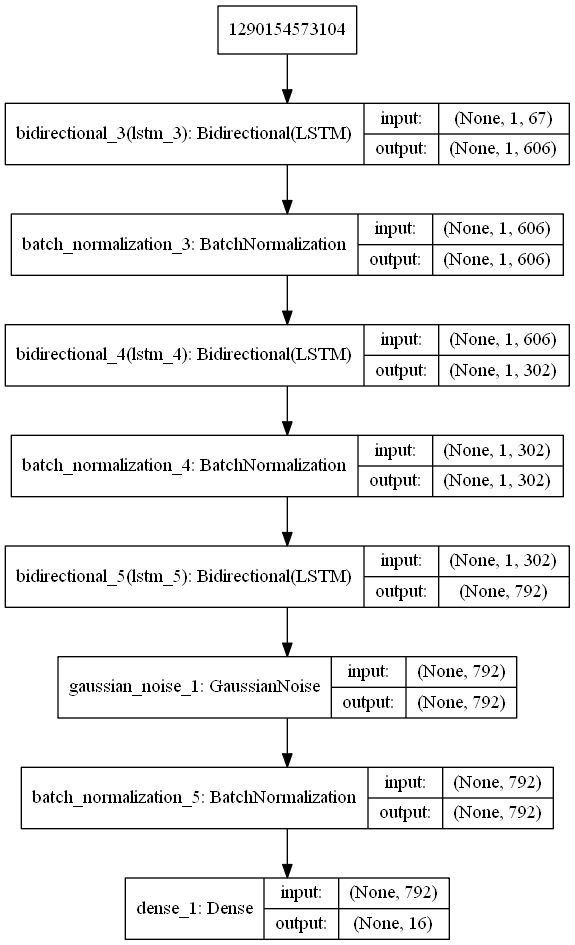 1290154573104
bidirectional_3(lstm_3): Bidirectional(LSTM)
input: (None, 1, 67)
output: (None, 1, 606)
batch_normalization_3: BatchNormalization
input: (None, 1, 606)
output: (None, 1, 606)
bidirectional_4(lstm_4): Bidirectional(LSTM)
input: (None, 1, 606)
output: (None, 1, 302)
batch_normalization_4: BatchNormalization
input: (None, 1, 302)
output: (None, 1, 302)
bidirectional_5(lstm_5): Bidirectional(LSTM)
input: (None, 1, 302)
output: (None, 792)
gaussian_noise_1: GaussianNoise
input: (None, 792)
output: (None, 792)
batch_normalization_5: BatchNormalization
input: (None, 792)
output: (None, 792)
dense_1: Dense
input: (None, 792)
output: (None, 16)